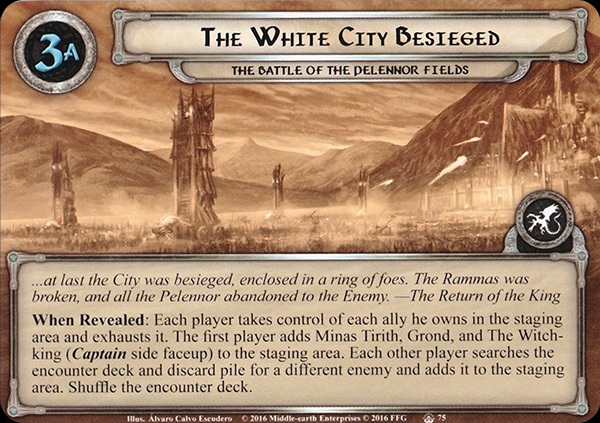 3A
The White City Besieged
The Battle of the Pelennor Fields
...at last the City was besieged, enclosed in a ring of foes. The Rammas was
broken, and all the Pelennor abandoned to the Enemy. —The Return of the King
When Revealed: Each player takes control of each ally he owns in the staging
area and exhausts it. The first player adds Minas Tirith, Grond, and The Witch-
king (Captain side faceup) to the staging area. Each other player searches the
encounter deck and discard pile for a different enemy and adds it to the staging
area. Shuffle the encounter deck.
Illus. Álvaro Calvo Escudero © 2016 Middle-earth Enterprises © 2016 FFG 75